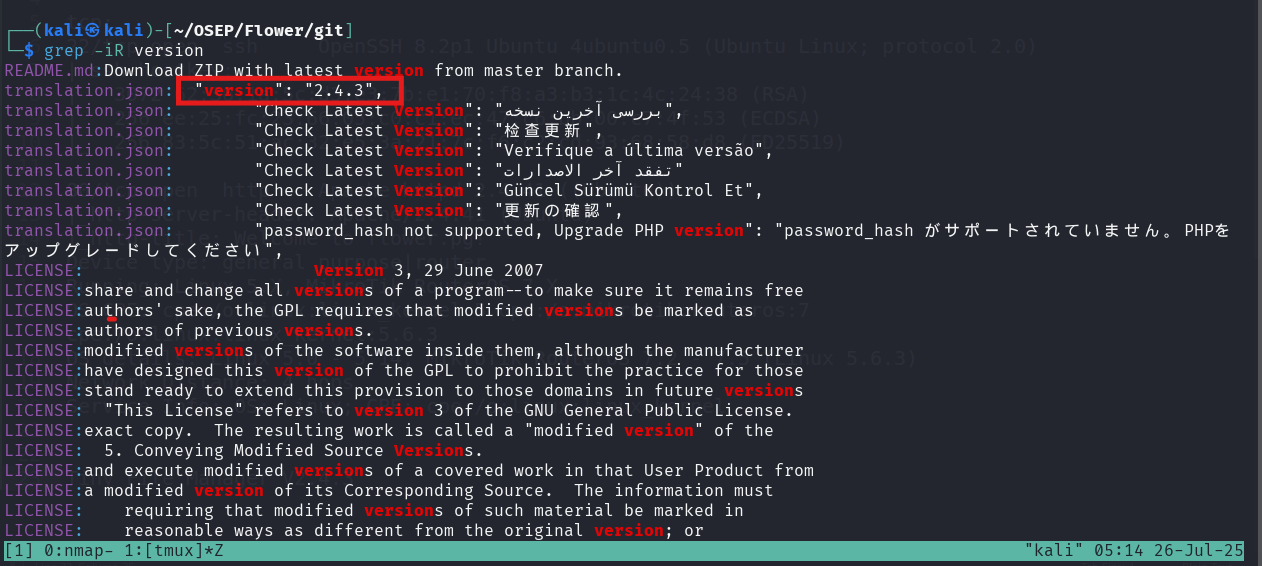 ┌──(kali㉿kali)-[~/OSEP/Flower/git]
└─$ grep -iR version
README.md:Download ZIP with latest version from master branch.
translation.json:  "version": "2.4.3",
translation.json:        "Check Latest Version": "بررسی آخرین نسخه",
translation.json:        "Check Latest Version": "检查更新",
translation.json:        "Check Latest Version": "Verifique a última versão",
translation.json:        "Check Latest Version": "تفقد آخر الاصدارات"
translation.json:        "Check Latest Version": "Güncel Sürümü Kontrol Et",
translation.json:        "Check Latest Version": "更新の確認",
translation.json:        "password_hash not supported, Upgrade PHP version": "password_hash がサポートされていません。PHPを
アップグレードしてください",
LICENSE:                       Version 3, 29 June 2007
LICENSE:share and change all versions of a program--to make sure it remains free
LICENSE:authors' sake, the GPL requires that modified versions be marked as
LICENSE:authors of previous versions.
LICENSE:modified versions of the software inside them, although the manufacturer
LICENSE:have designed this version of the GPL to prohibit the practice for those
LICENSE:stand ready to extend this provision to those domains in future versions
LICENSE:  "This License" refers to version 3 of the GNU General Public License.
LICENSE:exact copy.  The resulting work is called a "modified version" of the
LICENSE:  5. Conveying Modified Source Versions.
LICENSE:and execute modified versions of a covered work in that User Product from
LICENSE:a modified version of its Corresponding Source.  The information must
LICENSE:    requiring that modified versions of such material be marked in
LICENSE:    reasonable ways as different from the original version; or
[1] 0:nmap- 1:[tmux]*Z "kali" 05:14 26-Jul-25